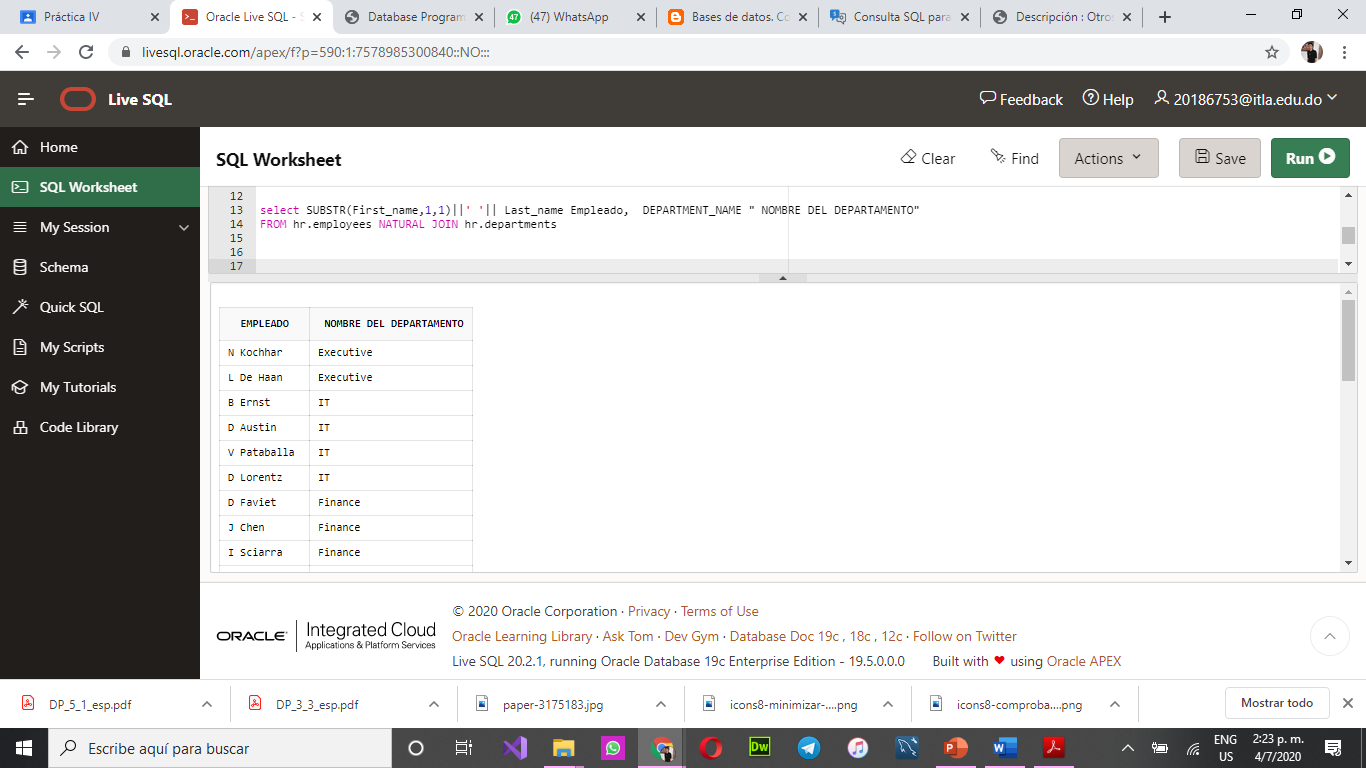 Práctica IV
Oracle Live SQL - S
Database Program
(47) WhatsApp
Bases de datos. Co
Consulta SQL para
Descripción : Otro
livesql.oracle.com/apex/f?p=590:1:7578985300840::NO:::
Live SQL
Feedback
Help
20186753@itla.edu.do
Home
SQL Worksheet
My Session
Schema
Quick SQL
My Scripts
My Tutorials
Code Library
SQL Worksheet
Clear
Find
Actions
Save
Run
12
13 select SUBSTR(First_name,1,1)||' '|| Last_name Empleado,  DEPARTMENT_NAME " NOMBRE DEL DEPARTAMENTO"
14 FROM hr.employees NATURAL JOIN hr.departments
15
16
17
EMPLEADO NOMBRE DEL DEPARTAMENTO
N Kochhar Executive
L De Haan Executive
B Ernst IT
D Austin IT
V Pataballa IT
D Lorentz IT
D Faviet Finance
J Chen Finance
I Sciarra Finance
ORACLE Integrated Cloud
Applications & Platform Services
© 2020 Oracle Corporation · Privacy · Terms of Use
Oracle Learning Library · Ask Tom · Dev Gym · Database Doc 19c , 18c , 12c · Follow on Twitter
Live SQL 20.2.1, running Oracle Database 19c Enterprise Edition - 19.5.0.0.0 Built with ❤ using Oracle APEX
DP_5_1_esp.pdf
DP_3_3_esp.pdf
paper-3175183.jpg
icons8-minimizar-....png
icons8-comproba....png
Mostrar todo
Escribe aquí para buscar
Dw
ENG
US
2:23 p. m.
4/7/2020